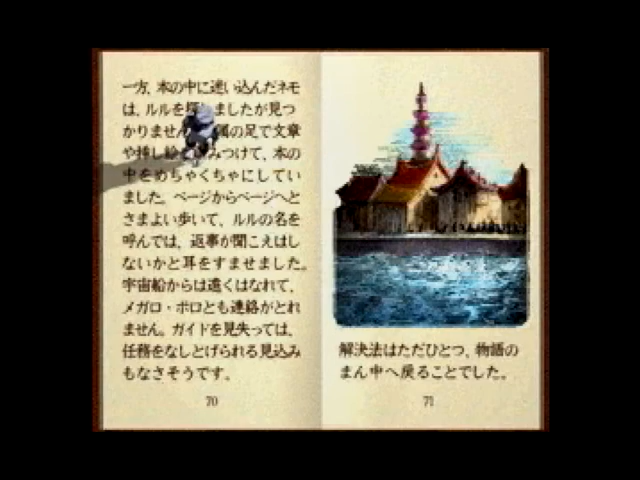 一方、本の中に迷い込んだネモ
は、ルルを探しましたが見つ
かりません。 属の足で文章
や挿し絵 みつけて、本の
中をめちゃくちゃにしてい
ました。ページからページへと
さまよい歩いて、ルルの名を
呼んでは、返事が聞こえはし
ないかと耳をすませました。
宇宙船からは遠くはなれて、
メガロ・ポロとも連絡がとれ
ません。ガイドを見失っては、
任務をなしとげられる見込み
もなさそうです。
70
解決法はただひとつ、物語の
まん中へ戻ることでした。
71